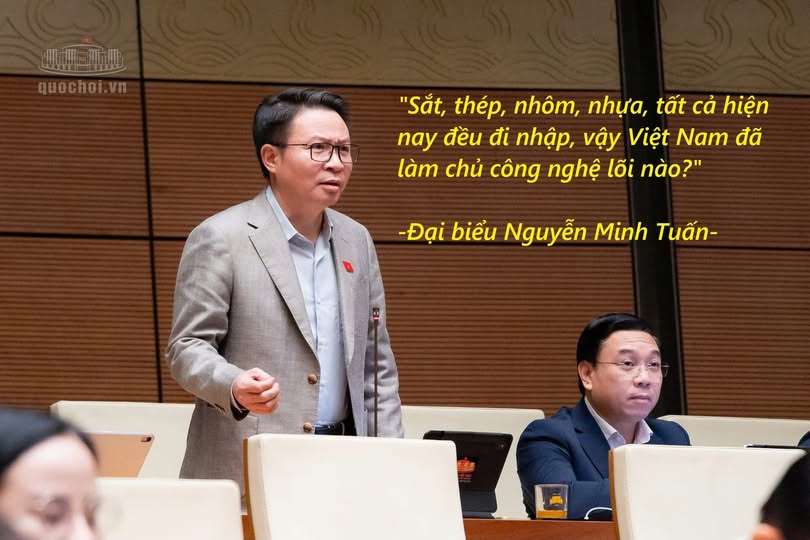 quochoi.vn
"Sắt, thép, nhôm, nhựa, tất cả hiện
nay đều đi nhập, vậy Việt Nam đã
làm chủ công nghệ lõi nào?"
-Đại biểu Nguyễn Minh Tuấn-